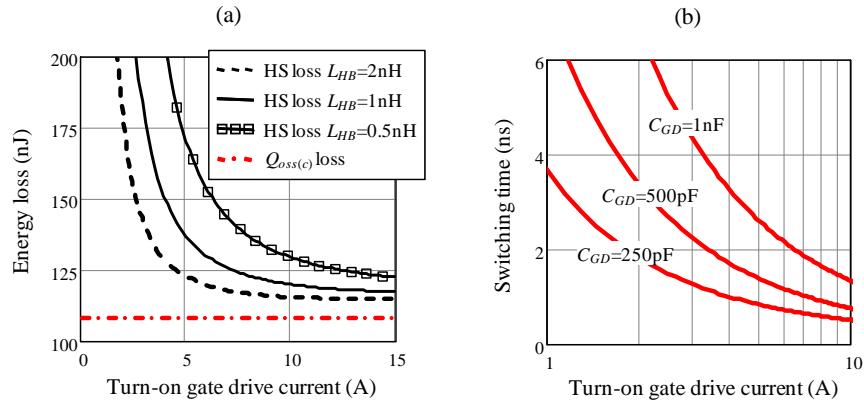 (a)
200
175
150
125
100
Energy loss (nJ)
HS loss L_HB=2nH
HS loss L_HB=1nH
HS loss L_HB=0.5nH
Q_oss(c) loss
0
5
10
15
Turn-on gate drive current (A)
(b)
6
4
2
0
Switching time (ns)
C_GD=1nF
C_GD=500pF
C_GD=250pF
1
10
Turn-on gate drive current (A)